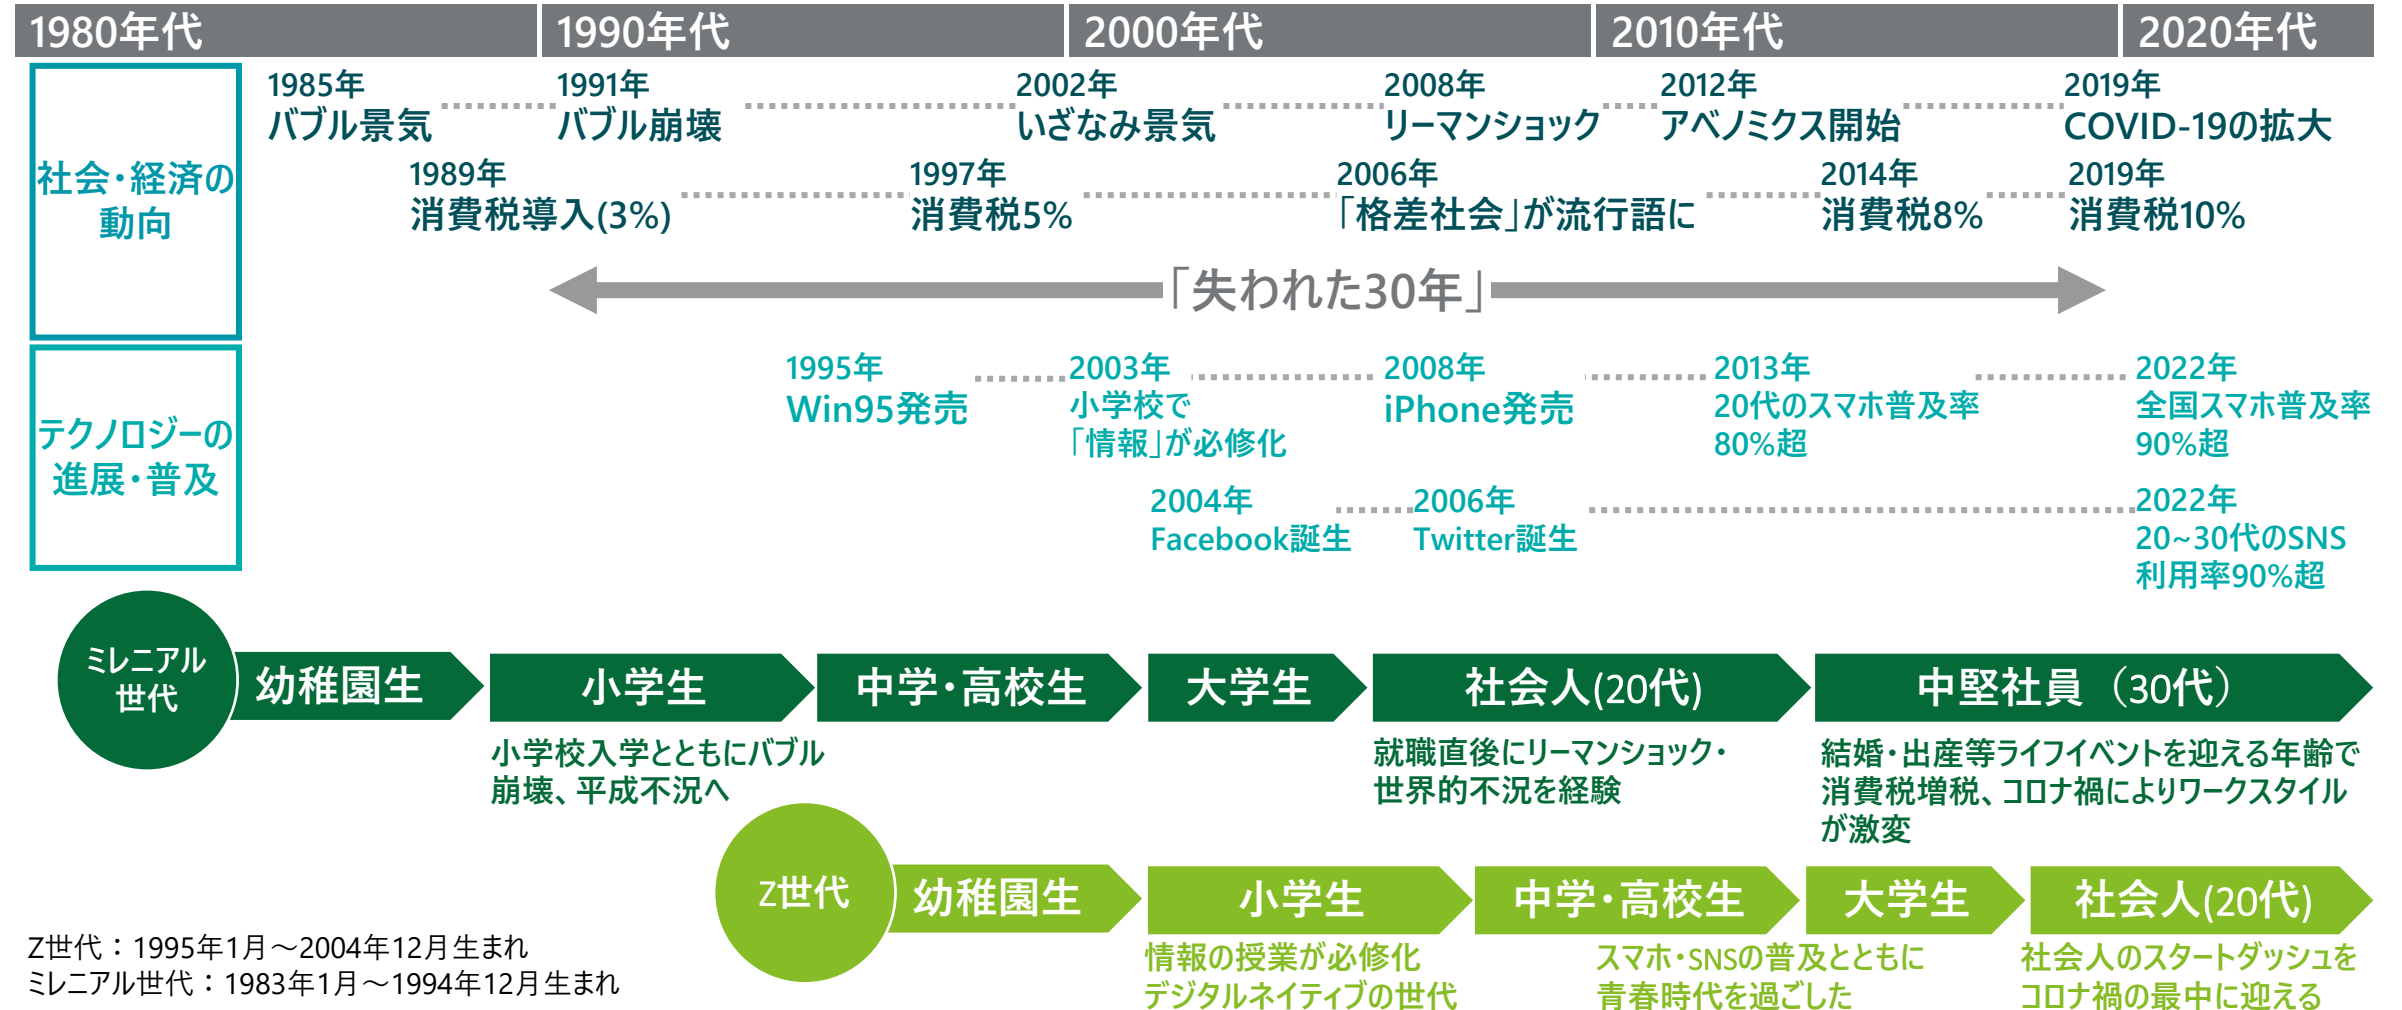 1980年代
1990年代
2000年代
2010年代
2020年代
社会・経済の
動向
1985年
バブル景気
1991年
バブル崩壊
2002年
いざなみ景気
2008年
リーマンショック
2012年
アベノミクス開始
2019年
COVID-19の拡大
1989年
消費税導入(3%)
1997年
消費税5%
2006年
「格差社会」が流行語に
2014年
消費税8%
2019年
消費税10%
「失われた30年」
テクノロジーの
進展・普及
1995年
Win95発売
2003年
小学校で
「情報」が必修化
2008年
iPhone発売
2013年
20代のスマホ普及率
80%超
2022年
全国スマホ普及率
90%超
2004年
Facebook誕生
2006年
Twitter誕生
2022年
20~30代のSNS
利用率90%超
ミレニアル
世代
幼稚園生
小学生
中学・高校生
大学生
社会人(20代)
中堅社員（30代）
小学校入学とともにバブル
崩壊、平成不況へ
就職直後にリーマンショック・
世界的不況を経験
結婚・出産等ライフイベントを迎える年齢で
消費税増税、コロナ禍によりワークスタイル
が激変
Z世代
幼稚園生
小学生
中学・高校生
大学生
社会人(20代)
情報の授業が必修化
デジタルネイティブの世代
スマホ・SNSの普及とともに
青春時代を過ごした
社会人のスタートダッシュを
コロナ禍の最中に迎える
Z世代：1995年1月～2004年12月生まれ
ミレニアル世代：1983年1月～1994年12月生まれ